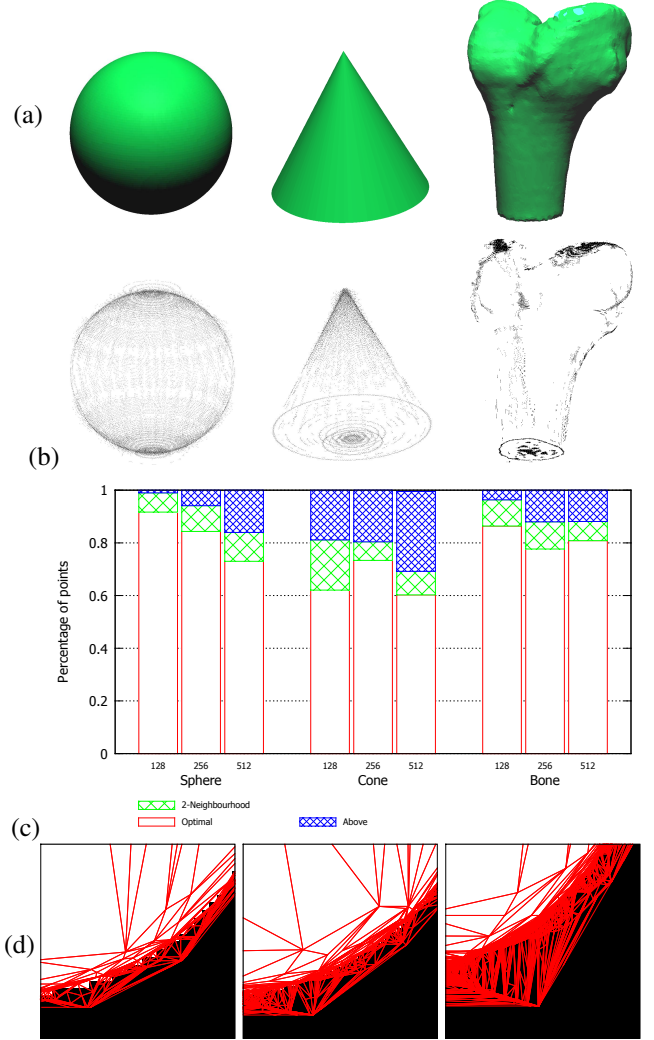 (a)
(b)
1
0.8
0.6
0.4
0.2
0
Percentage of points
128 256 512 128 256 512 128 256 512
Sphere Cone Bone
2-Neighbourhood
Optimal Above
(c)
(d)